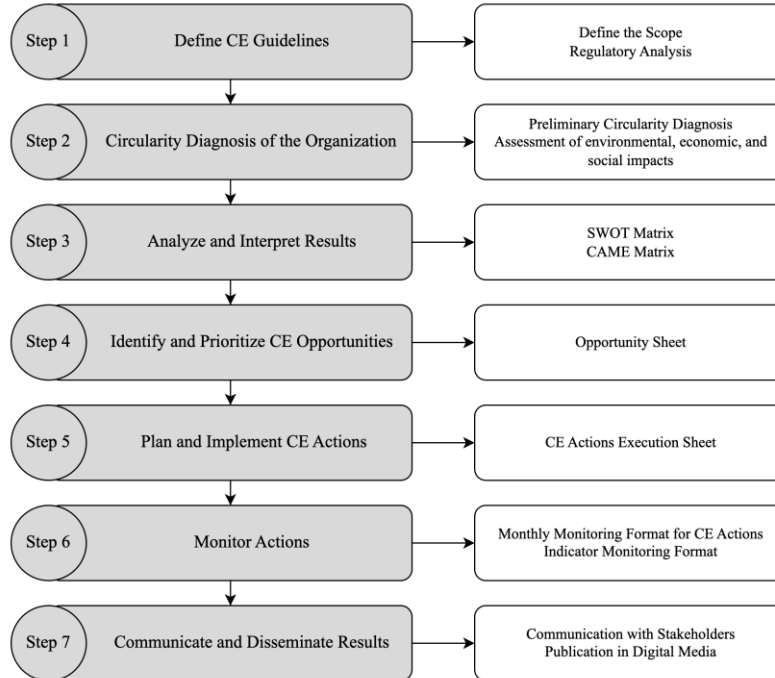 Step 1
Define CE Guidelines
Define the Scope
Regulatory Analysis
Step 2
Circularity Diagnosis of the Organization
Preliminary Circularity Diagnosis
Assessment of environmental, economic, and
social impacts
Step 3
Analyze and Interpret Results
SWOT Matrix
CAME Matrix
Step 4
Identify and Prioritize CE Opportunities
Opportunity Sheet
Step 5
Plan and Implement CE Actions
CE Actions Execution Sheet
Step 6
Monitor Actions
Monthly Monitoring Format for CE Actions
Indicator Monitoring Format
Step 7
Communicate and Disseminate Results
Communication with Stakeholders
Publication in Digital Media